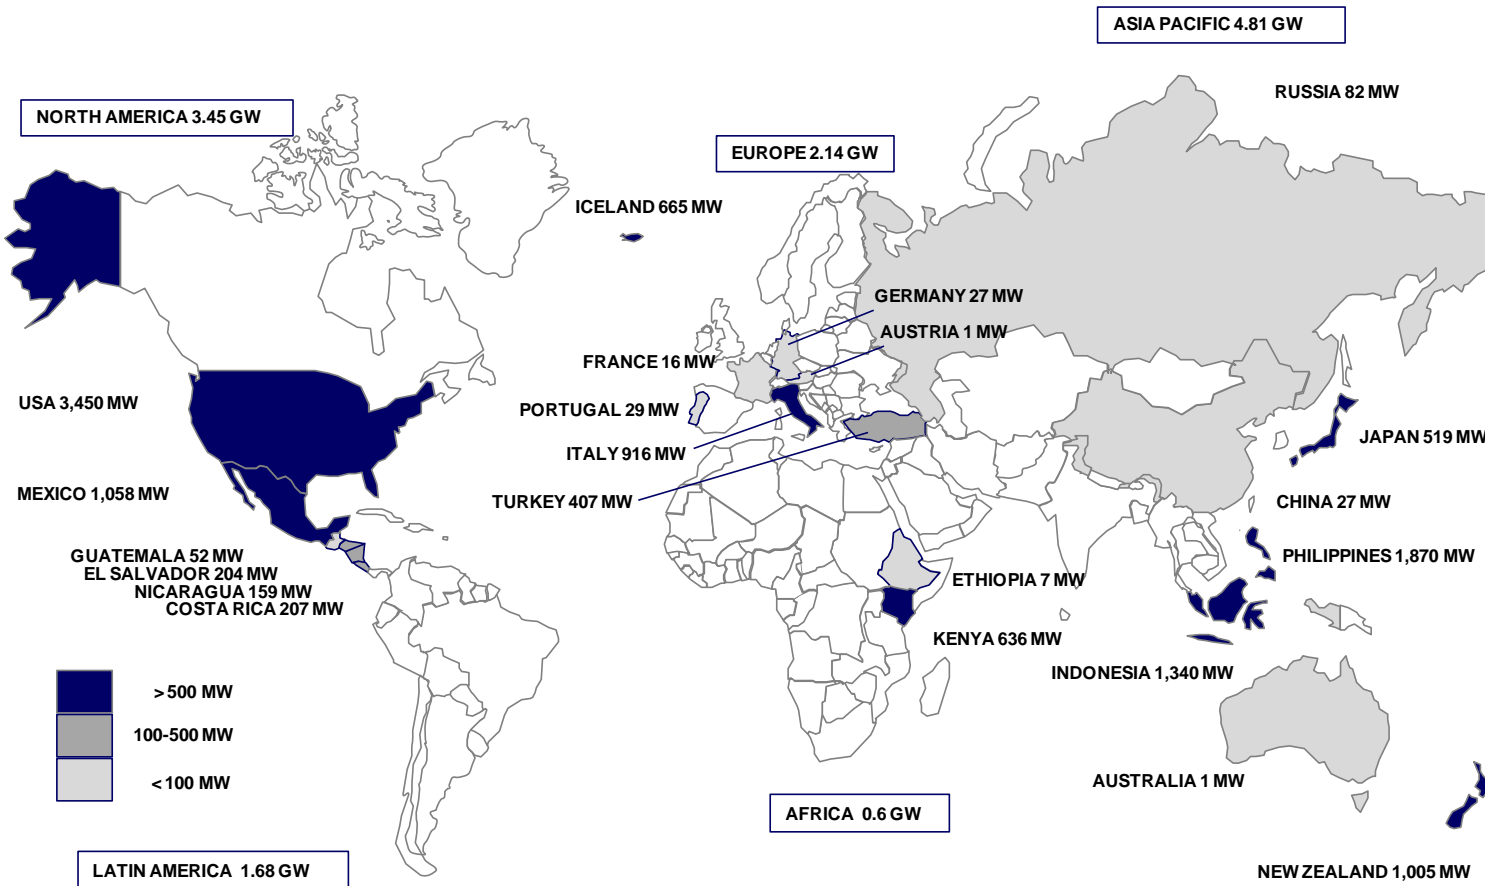 ASIA PACIFIC 4.81 GW
RUSSIA 82 MW
NORTH AMERICA 3.45 GW
EUROPE 2.14 GW
ICELAND 665 MW
GERMANY 27 MW
AUSTRIA 1 MW
FRANCE 16 MW
USA 3,450 MW
PORTUGAL 29 MW
JAPAN 519 MW
ITALY 916 MW
MEXICO 1,058 MW
TURKEY 407 MW
CHINA 27 MW
GUATEMALA 52 MW
EL SALVADOR 204 MW
NICARAGUA 159 MW
COSTA RICA 207 MW
PHILIPPINES 1,870 MW
ETHIOPIA 7 MW
KENYA 636 MW
INDONESIA 1,340 MW
> 500 MW
100-500 MW
< 100 MW
AUSTRALIA 1 MW
AFRICA 0.6 GW
LATIN AMERICA 1.68 GW
NEW ZEALAND 1,005 MW